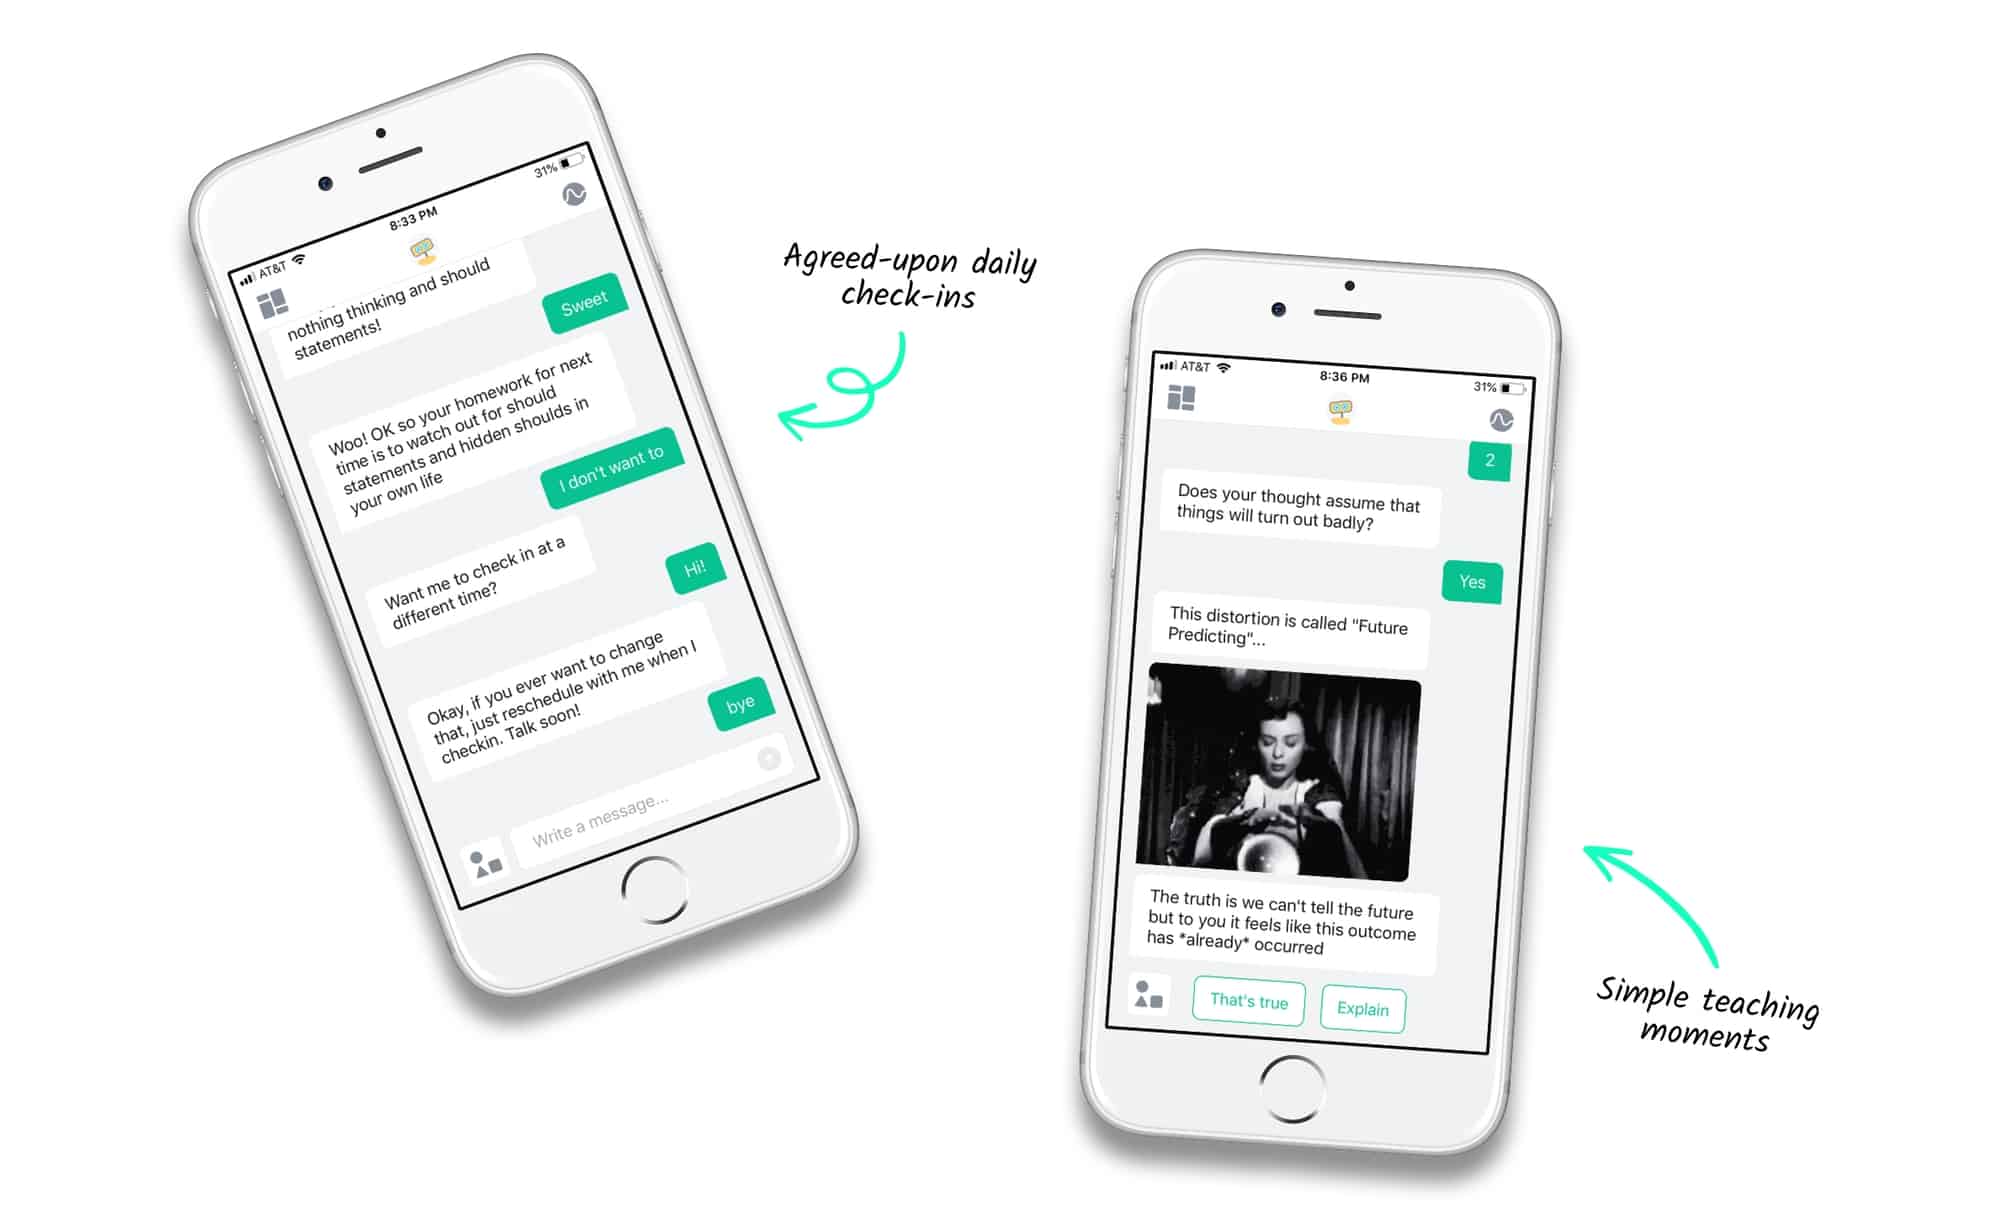 AT&T
8:33 PM
31%
nothing thinking and should
statements!
Sweet
Woo! OK so your homework for next
time is to watch out for should
statements and hidden shoulds in
your own life
I don't want to
Want me to check in at a
different time?
Hi!
Okay, if you ever want to change
that, just reschedule with me when I
checkin. Talk soon!
bye
Write a message...
Agreed-upon daily
check-ins
AT&T
8:36 PM
31%
2
Does your thought assume that
things will turn out badly?
Yes
This distortion is called "Future
Predicting"...
The truth is we can't tell the future
but to you it feels like this outcome
has *already* occurred
That's true
Explain
Simple teaching
moments